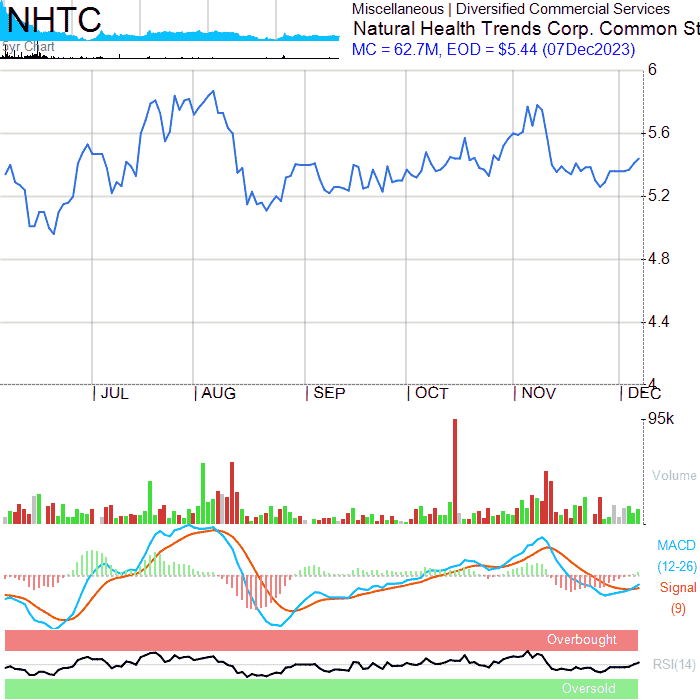 NHTC
5yr Chart
Miscellaneous | Diversified Commercial Services
Natural Health Trends Corp. Common St
MC = 62.7M, EOD = $5.44 (07Dec2023)
6
5.6
5.2
4.8
4.4
4
JUL AUG SEP OCT NOV DEC
95k
Volume
MACD
(12-26)
Signal
(9)
Overbought
RSI(14)
Oversold